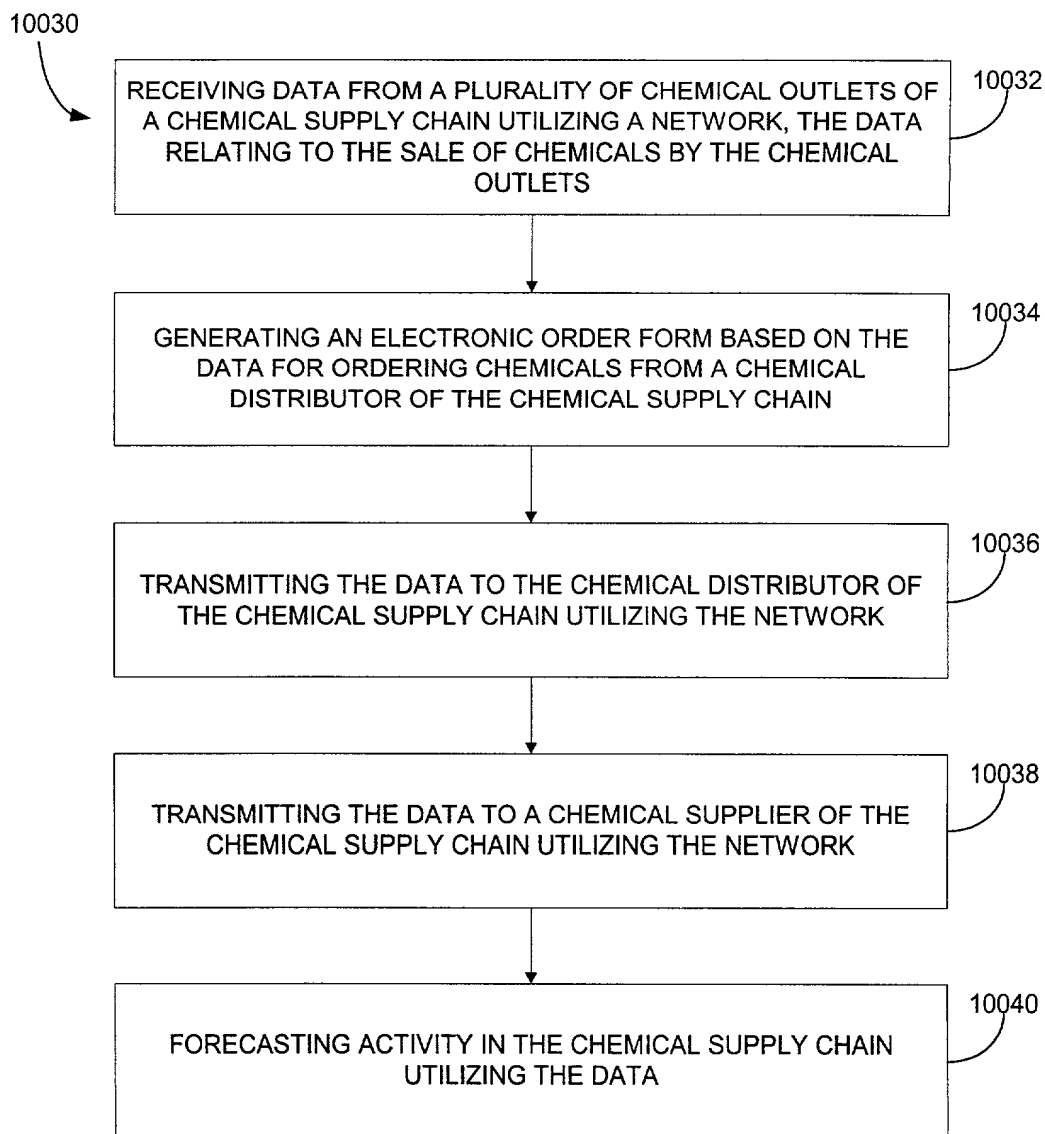 10030
RECEIVING DATA FROM A PLURALITY OF CHEMICAL OUTLETS OF
A CHEMICAL SUPPLY CHAIN UTILIZING A NETWORK, THE DATA
RELATING TO THE SALE OF CHEMICALS BY THE CHEMICAL
OUTLETS
10032
GENERATING AN ELECTRONIC ORDER FORM BASED ON THE
DATA FOR ORDERING CHEMICALS FROM A CHEMICAL
DISTRIBUTOR OF THE CHEMICAL SUPPLY CHAIN
10034
TRANSMITTING THE DATA TO THE CHEMICAL DISTRIBUTOR OF
THE CHEMICAL SUPPLY CHAIN UTILIZING THE NETWORK
10036
TRANSMITTING THE DATA TO A CHEMICAL SUPPLIER OF THE
CHEMICAL SUPPLY CHAIN UTILIZING THE NETWORK
10038
FORECASTING ACTIVITY IN THE CHEMICAL SUPPLY CHAIN
UTILIZING THE DATA
10040